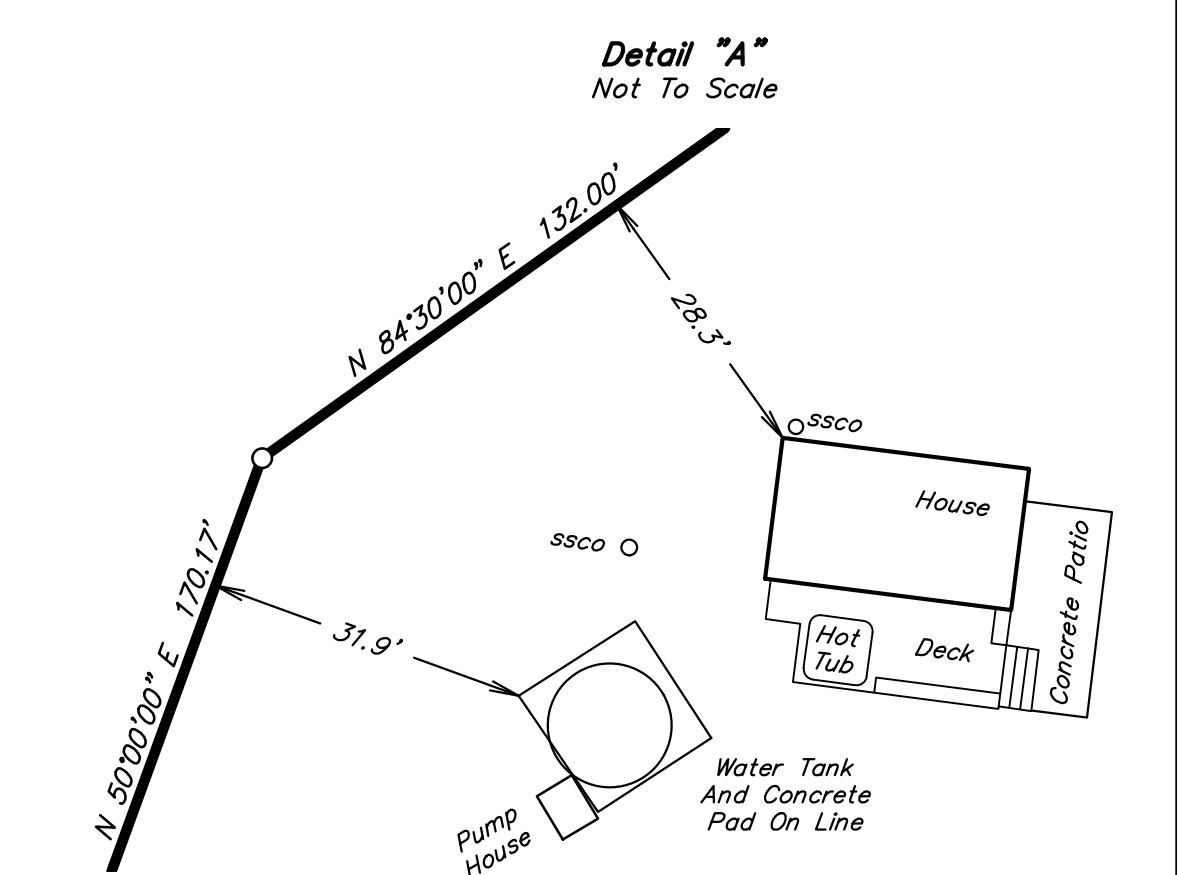 Detail "A"
Not To Scale
N 84°30'00" E 132.00'
28.3'
ssco
House
Concrete Patio
ssco
N 50°00'00" E 170.17'
31.9'
Hot
Tub
Deck
Water Tank
And Concrete
Pad On Line
Pump
House